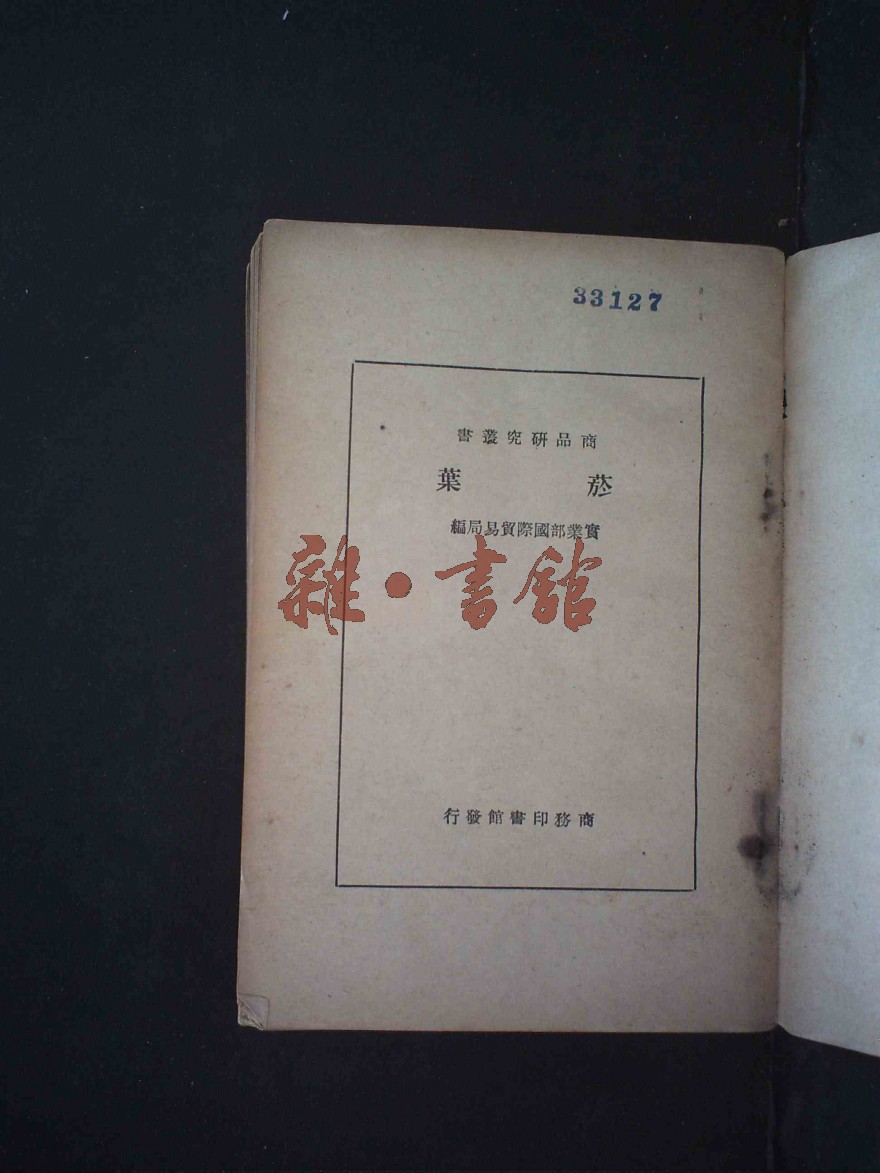 33127
商品研究叢書
菸葉
實業部國際貿易局編
雜·書館
商務印書館發行